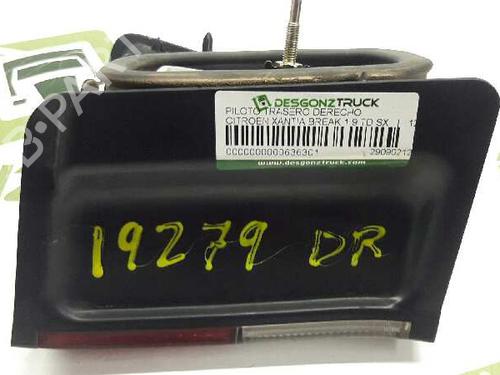 DESGONZTRUCK
PILOTO TRASERO DERECHO
CITROEN XANTIA BREAK 1.9 TD SX
www.desgonztruck.com
19279 DR